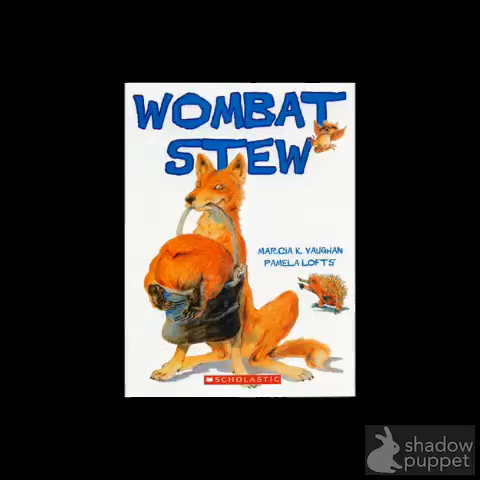 WOMBAT
STEW
MARCIA K. VAUGHAN
PAMELA LOFTS
SCHOLASTIC
shadow
puppet